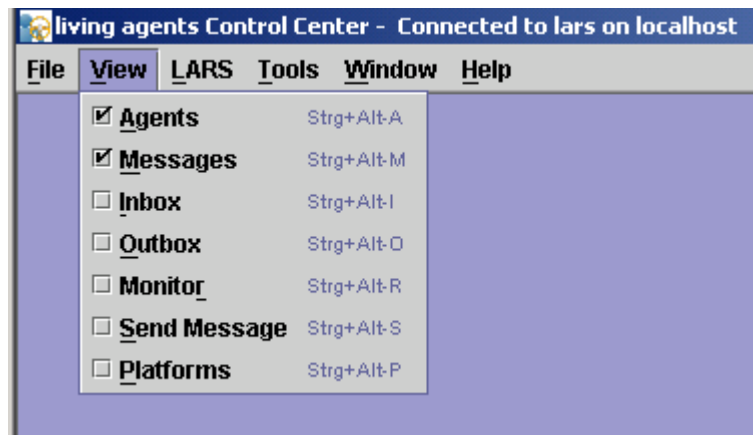 living agents Control Center - Connected to lars on localhost
File View LARS Tools Window Help
Agents Strg+Alt-A
Messages Strg+Alt-M
Inbox Strg+Alt-I
Outbox Strg+Alt-O
Monitor Strg+Alt-R
Send Message Strg+Alt-S
Platforms Strg+Alt-P